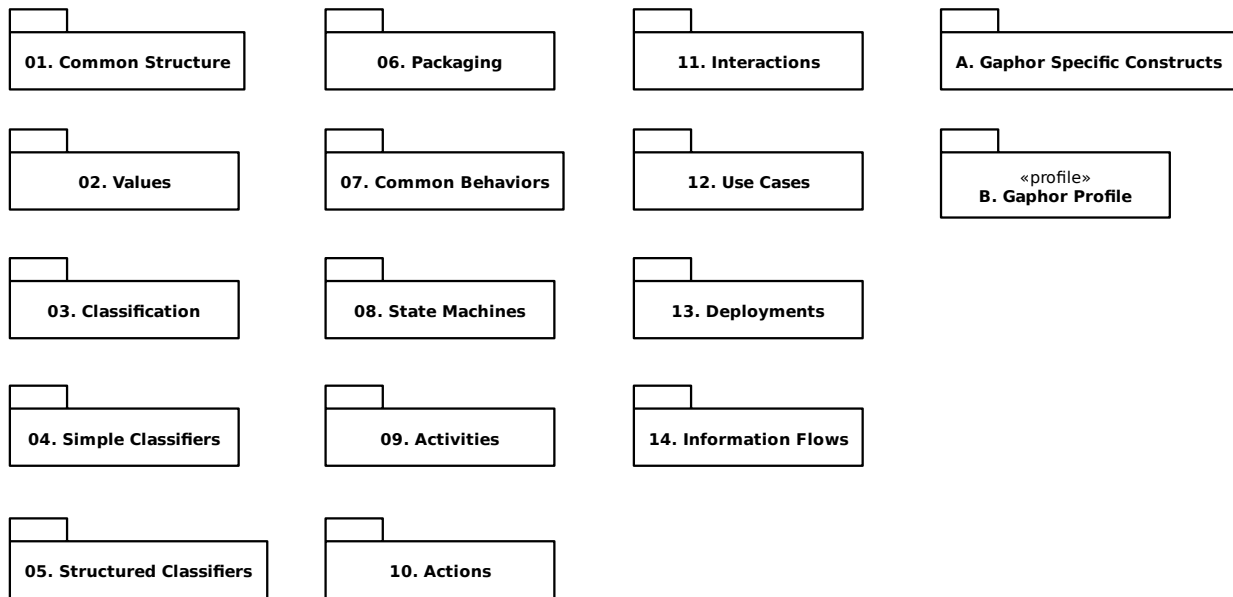 01. Common Structure
02. Values
03. Classification
04. Simple Classifiers
05. Structured Classifiers
06. Packaging
07. Common Behaviors
08. State Machines
09. Activities
10. Actions
11. Interactions
12. Use Cases
13. Deployments
14. Information Flows
A. Gaphor Specific Constructs
«profile»
B. Gaphor Profile